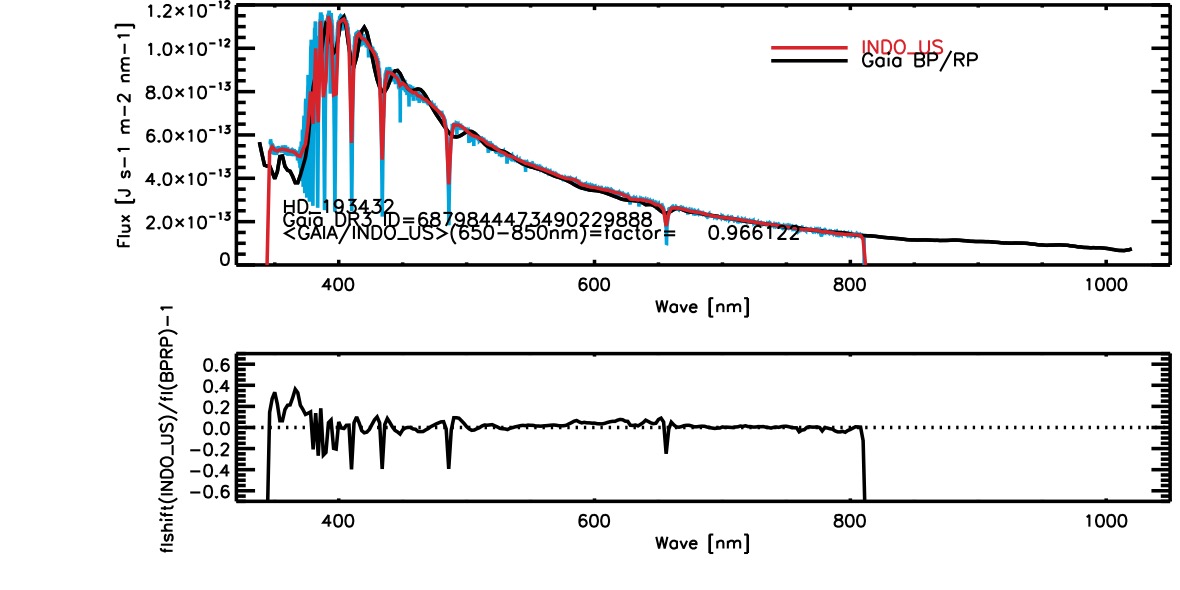 1.2×10−12
1.0×10−12
8.0×10−13
6.0×10−13
4.0×10−13
2.0×10−13
0
Flux [J s−1 m−2 nm−1]
INDO_US
Gaia BP/RP
HD_193432
Gaia DR3 ID=6879844473490229888
<GAIA/INDO_US>(650−850nm)=factor= 0.966122
400 600 800 1000
Wave [nm]
flshift(INDO_US)/fl(BPRP)−1
0.6
0.4
0.2
0.0
−0.2
−0.4
−0.6
400 600 800 1000
Wave [nm]